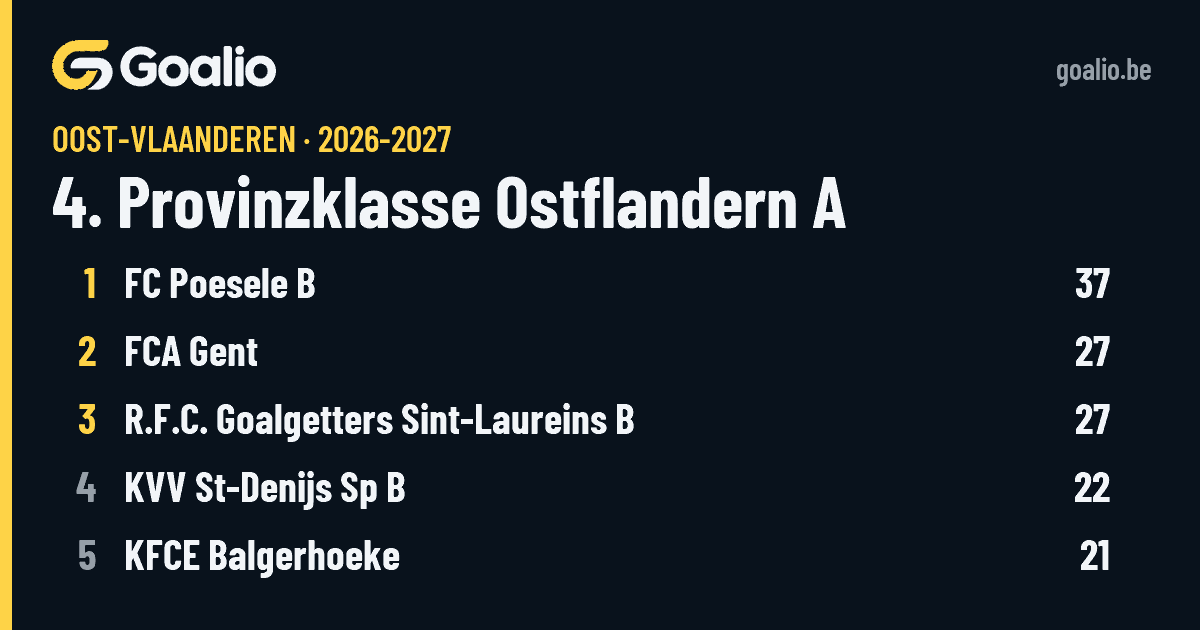 Goalio
goalio.be
OOST-VLAANDEREN · 2026-2027
4. Provinzklasse Ostflandern A
1 FC Poesele B 37
2 FCA Gent 27
3 R.F.C. Goalgetters Sint-Laureins B 27
4 KVV St-Denijs Sp B 22
5 KFCE Balgerhoeke 21